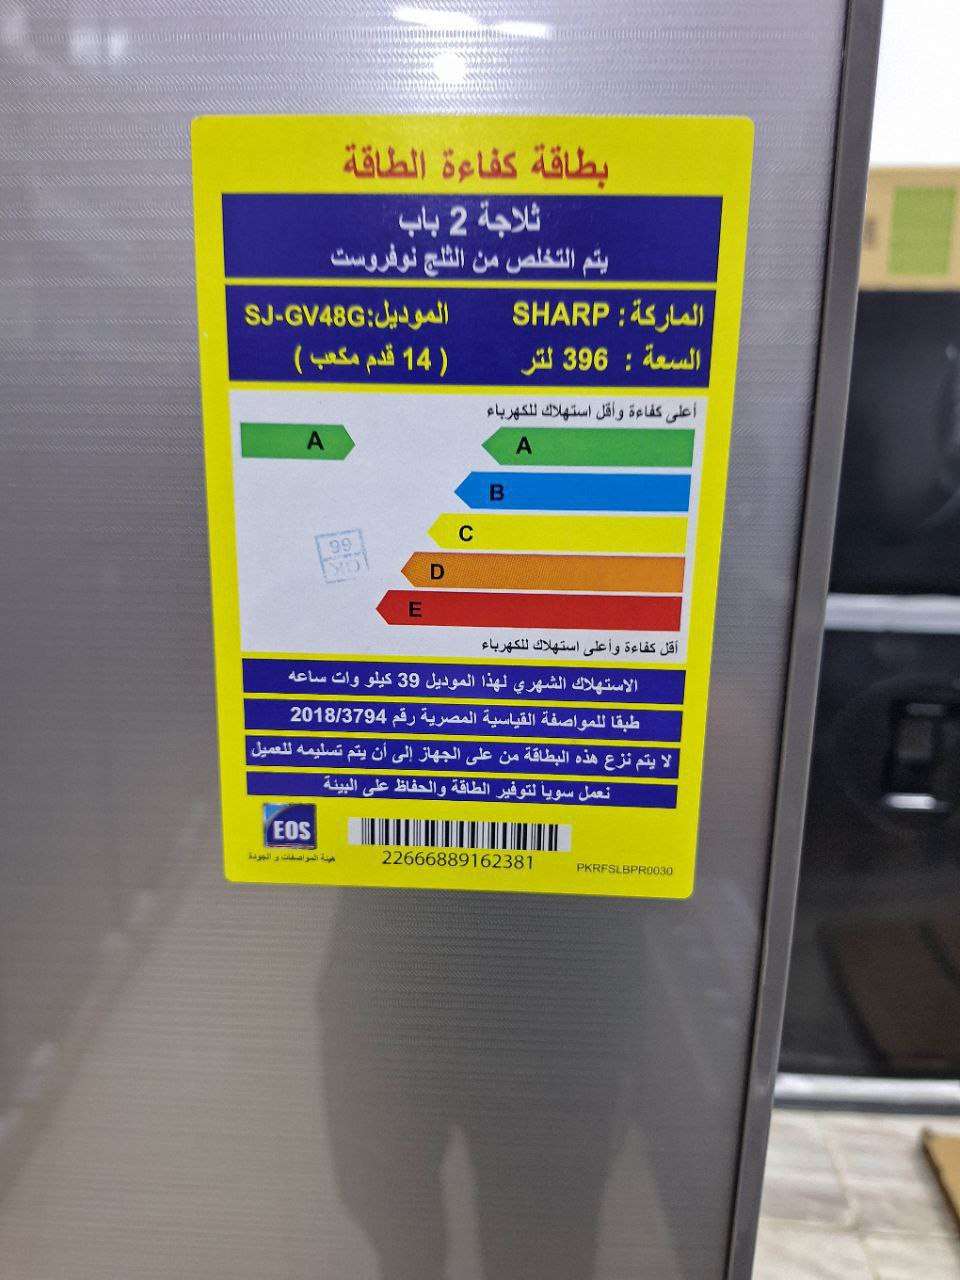 بطاقة كفاءة الطاقة
ثلاجة 2 باب
يتم التخلص من الثلج نوفروست
الماركة : SHARP الموديل:SJ-GV48G
السعة : 396 لتر ( 14 قدم مكعب )
أعلى كفاءة وأقل استهلاك للكهرباء
A A
B
C
99
D
E
أقل كفاءة وأعلى استهلاك للكهرباء
الاستهلاك الشهري لهذا الموديل 39 كيلو وات ساعه
طبقا للمواصفة القياسية المصرية رقم 2018/3794
لا يتم نزع هذه البطاقة من على الجهاز إلى أن يتم تسليمه للعميل
نعمل سوياً لتوفير الطاقة والحفاظ على البيئة
EOS
هيئة المواصفات و الجودة
22666889162381
PKRFSLBPR0030